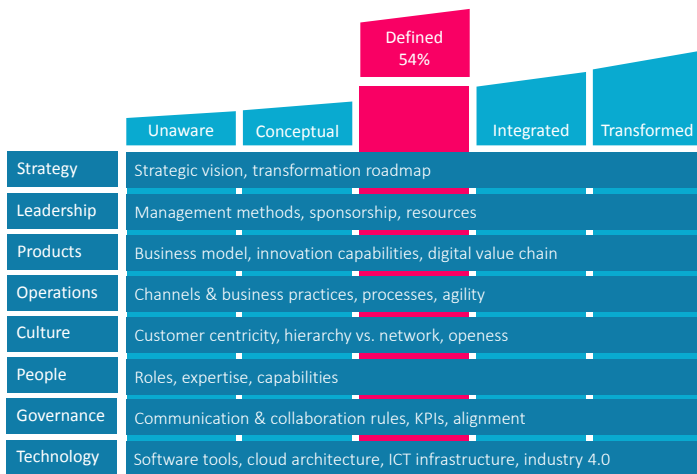 Defined
54%
Unaware
Conceptual
Integrated
Transformed
Strategy
Strategic vision, transformation roadmap
Leadership
Management methods, sponsorship, resources
Products
Business model, innovation capabilities, digital value chain
Operations
Channels & business practices, processes, agility
Culture
Customer centricity, hierarchy vs. network, openess
People
Roles, expertise, capabilities
Governance
Communication & collaboration rules, KPIs, alignment
Technology
Software tools, cloud architecture, ICT infrastructure, industry 4.0